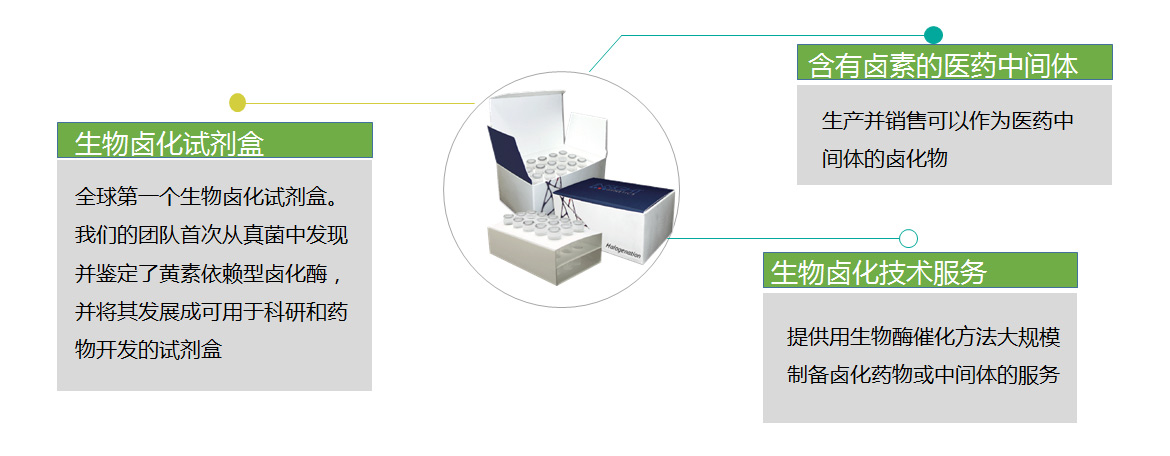 生物卤化试剂盒
全球第一个生物卤化试剂盒。
我们的团队首次从真菌中发现
并鉴定了黄素依赖型卤化酶，
并将其发展成可用于科研和药
物开发的试剂盒
Halogenation
含有卤素的医药中间体
生产并销售可以作为医药中
间体的卤化物
生物卤化技术服务
提供用生物酶催化方法大规模
制备卤化药物或中间体的服务